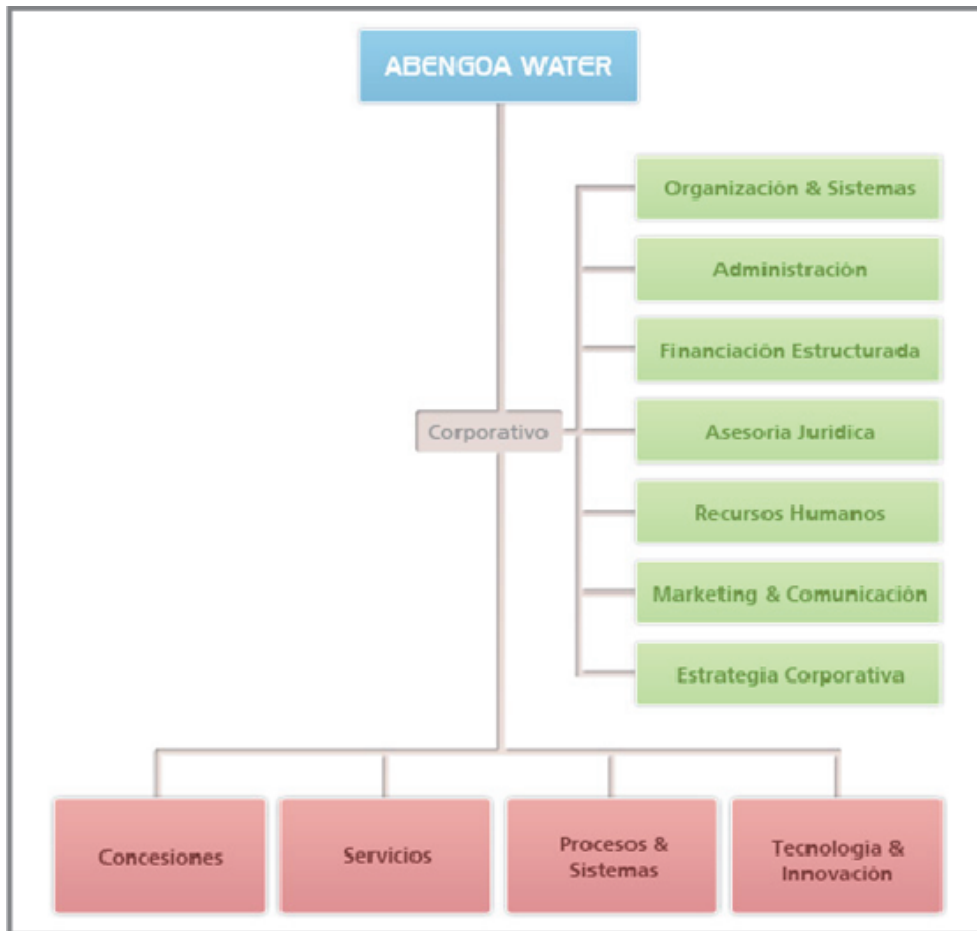 ABENGOA WATER
Organización & Sistemas
Administración
Financiación Estructurada
Corporativo
Asesoria Juridica
Recursos Humanos
Marketing & Comunicación
Estrategia Corporativa
Concesiones
Servicios
Procesos &
Sistemas
Tecnologia &
Innovación